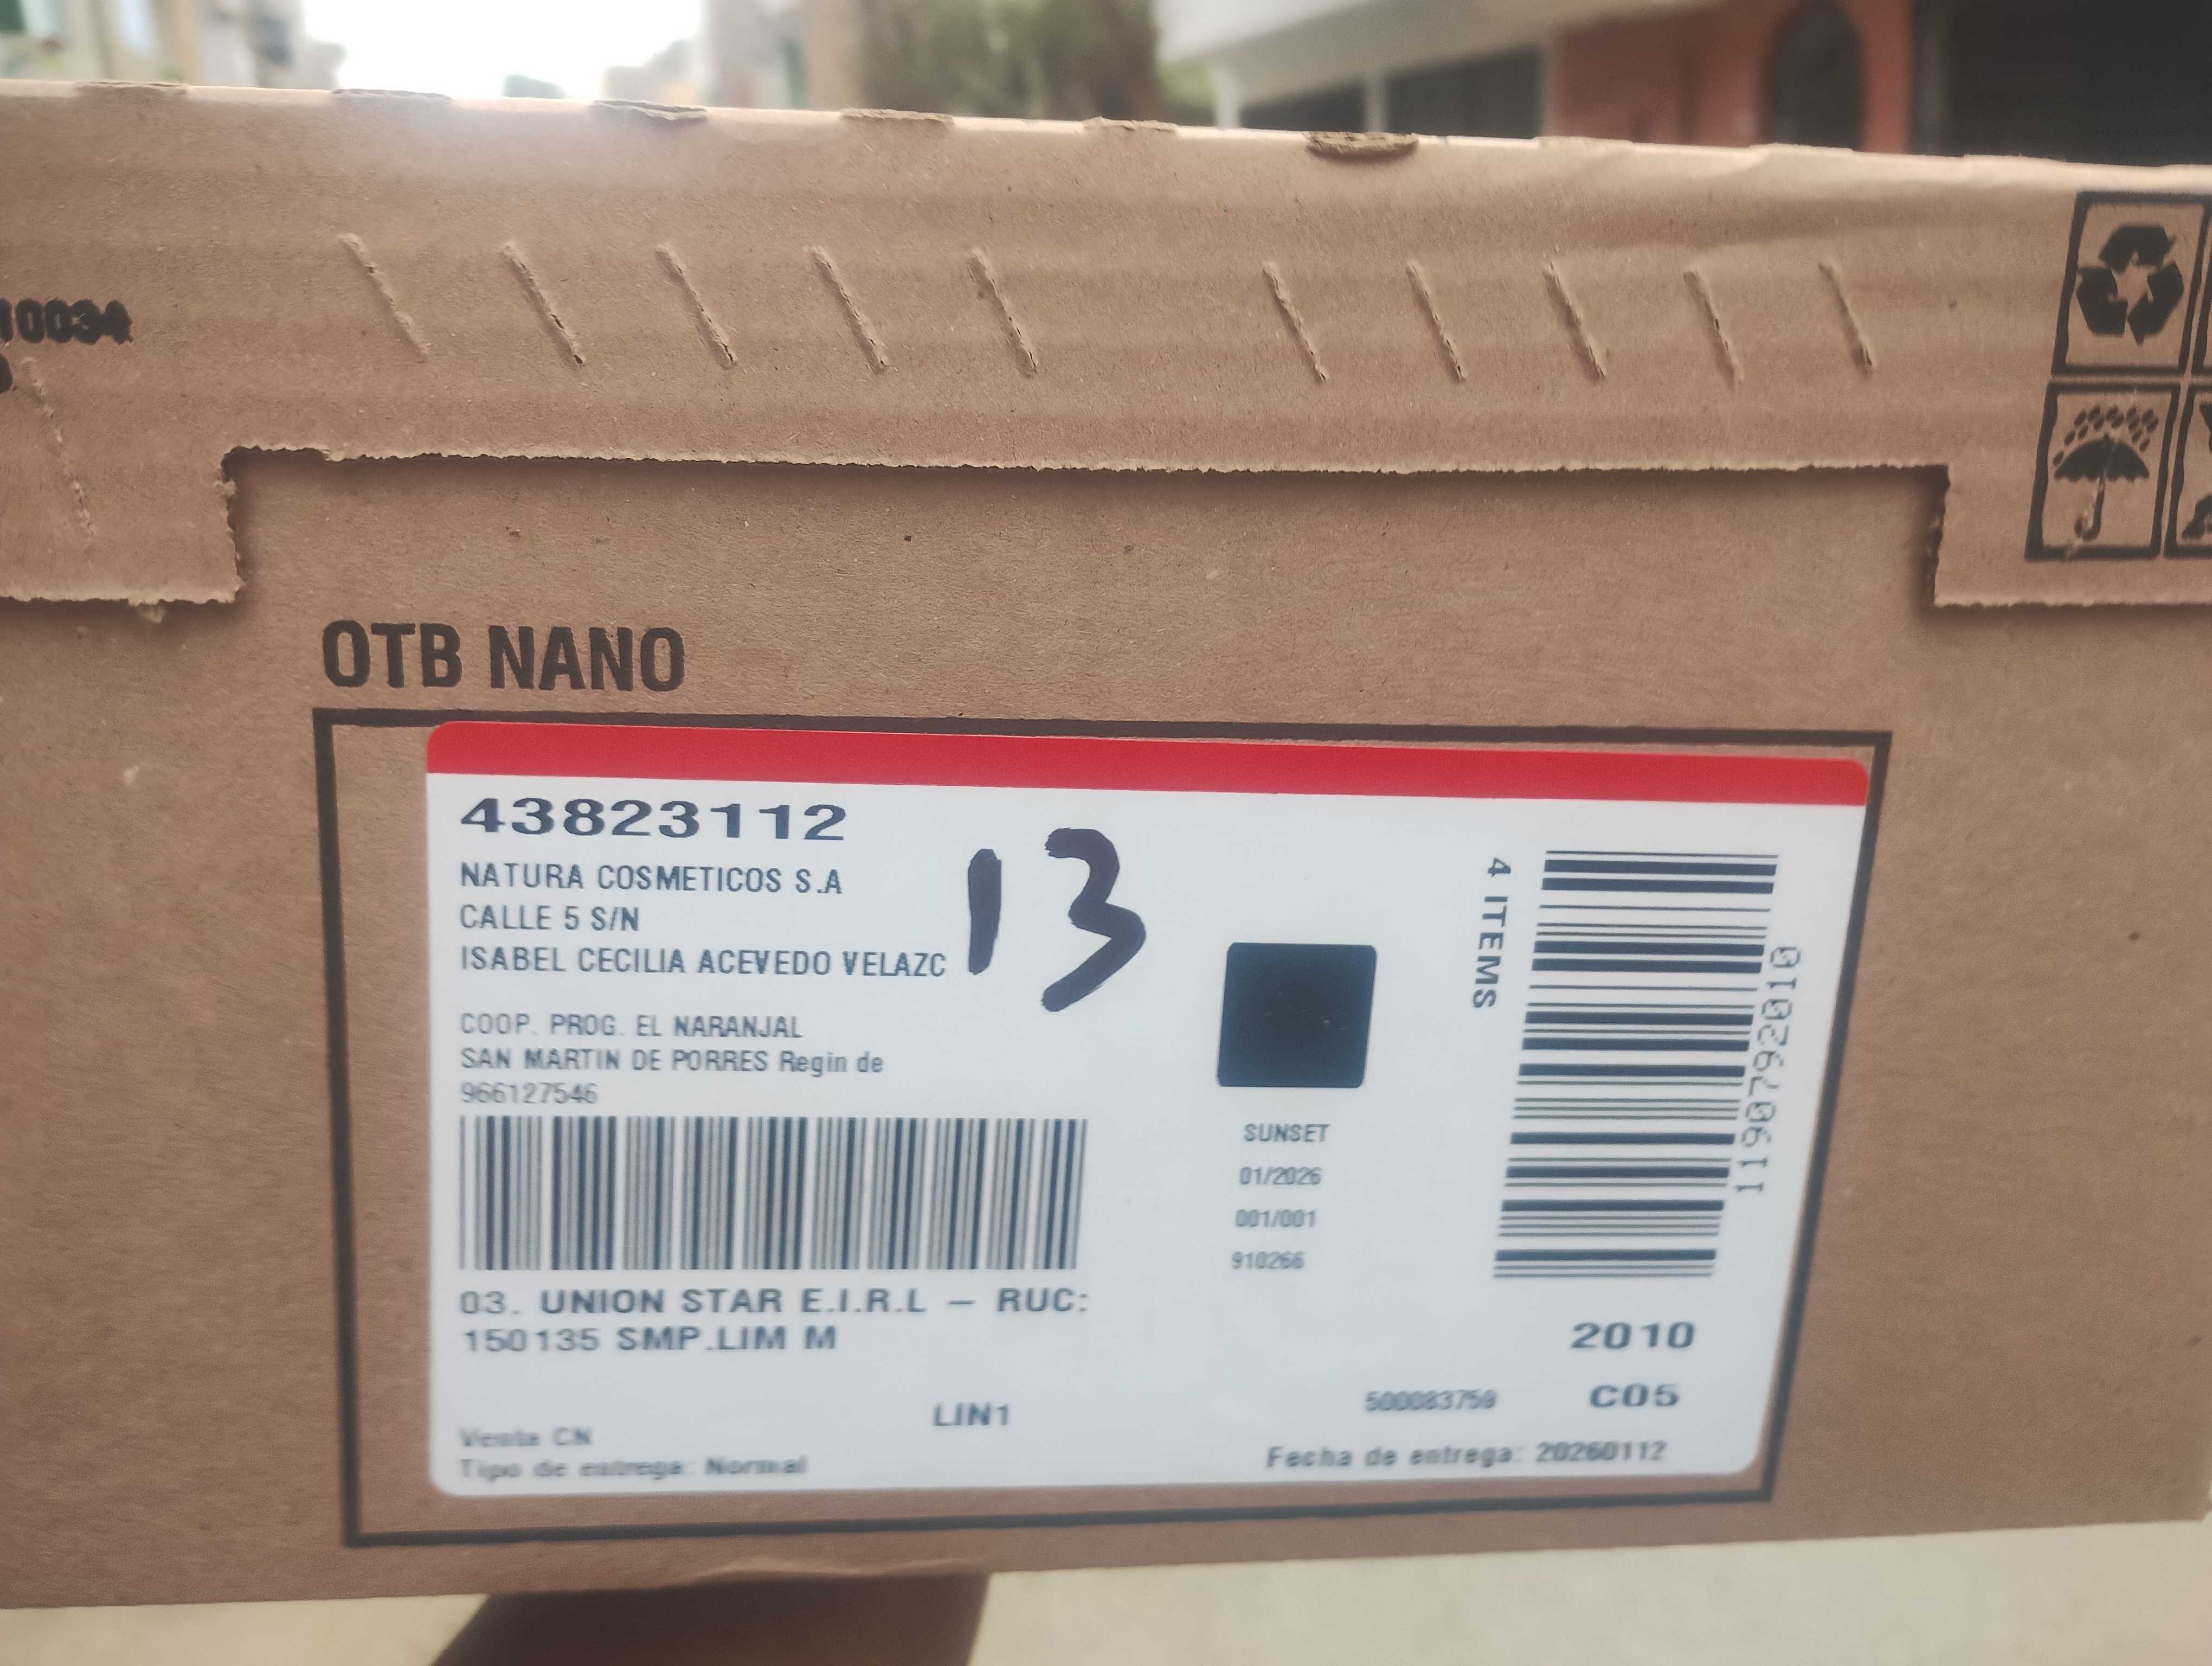 10034
OTB NANO
43823112
13
NATURA COSMETICOS S.A
CALLE 5 S/N
ISABEL CECILIA ACEVEDO VELAZC
COOP. PROG. EL NARANJAL
SAN MARTIN DE PORRES Regin de
966127546
03. UNION STAR E.I.R.L – RUC:
150135 SMP.LIM M
LIN1
Venta CN
Tipo de entrega: Normal
SUNSET
01/2026
001/001
910266
4 ITEMS
119079262010
2010
500083759
C05
Fecha de entrega: 20260112